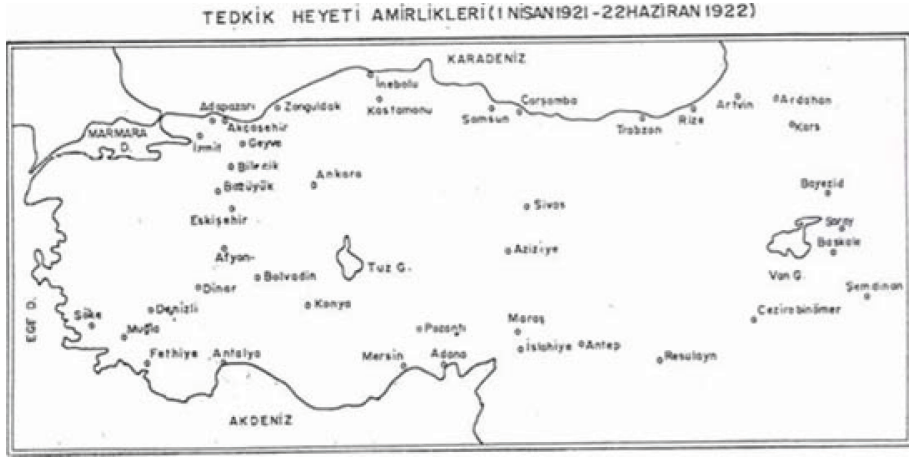 TEDKİK HEYETİ AMİRLİKLERİ (1 NİSAN 1921 - 22 HAZİRAN 1922)
KARADENİZ
İnebolu
Kastamonu
Adapazarı
Zonguldak
Akçaşehir
MARMARA
D.
İzmit
Geyve
Samsun
Çarşamba
Trabzon
Rize
Artvin
Ardahan
Kars
Bilecik
Bozüyük
Ankara
Eskişehir
Sivas
Bayezid
Saray
Başkale
Afyon-
Aziziye
Tuz G.
Van G.
Bolvadin
Dinar
Konya
Şemdinan
EGE D.
Söke
Denizli
Muğla
Pozantı
Maraş
Cezireibinömer
Fethiye
Antalya
Mersin
Adana
İslahiye
Antep
Resulayn
AKDENİZ